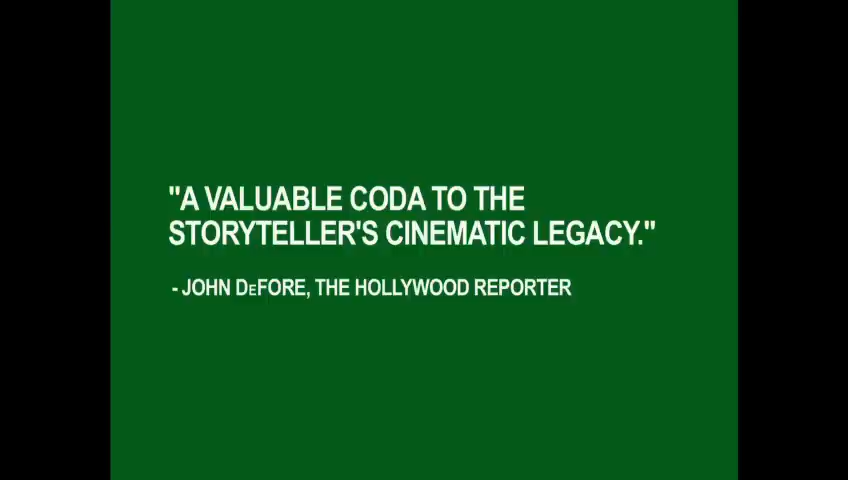 "A VALUABLE CODA TO THE
STORYTELLER'S CINEMATIC LEGACY."
- JOHN DEFORE, THE HOLLYWOOD REPORTER